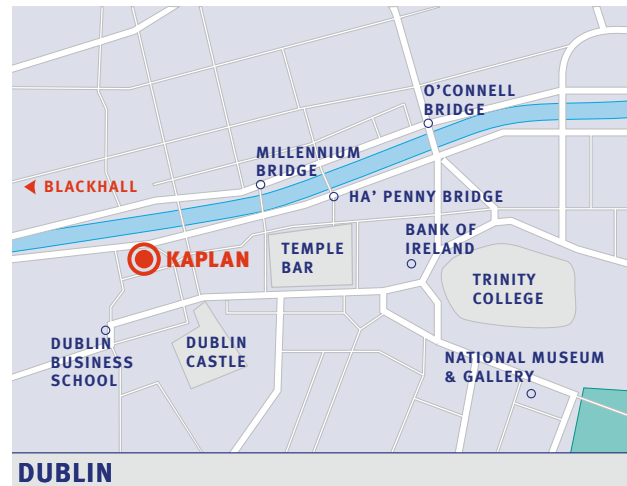 O'CONNELL
BRIDGE
MILLENNIUM
BRIDGE
BLACKHALL
HA' PENNY BRIDGE
BANK OF
IRELAND
KAPLAN
TEMPLE
BAR
TRINITY
COLLEGE
DUBLIN
BUSINESS
SCHOOL
DUBLIN
CASTLE
NATIONAL MUSEUM
& GALLERY
DUBLIN